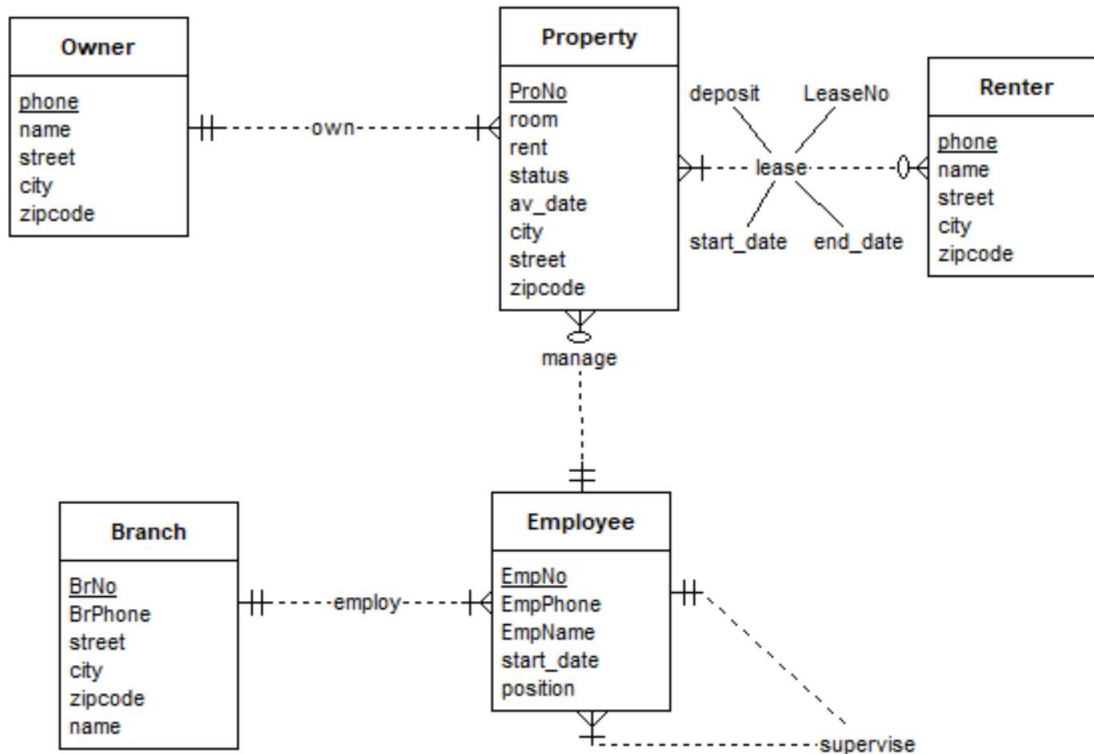 Owner
phone
name
street
city
zipcode
own
Property
ProNo
room
rent
status
av_date
city
street
zipcode
deposit
LeaseNo
lease
start_date
end_date
Renter
phone
name
street
city
zipcode
manage
Branch
BrNo
BrPhone
street
city
zipcode
name
employ
Employee
EmpNo
EmpPhone
EmpName
start_date
position
supervise